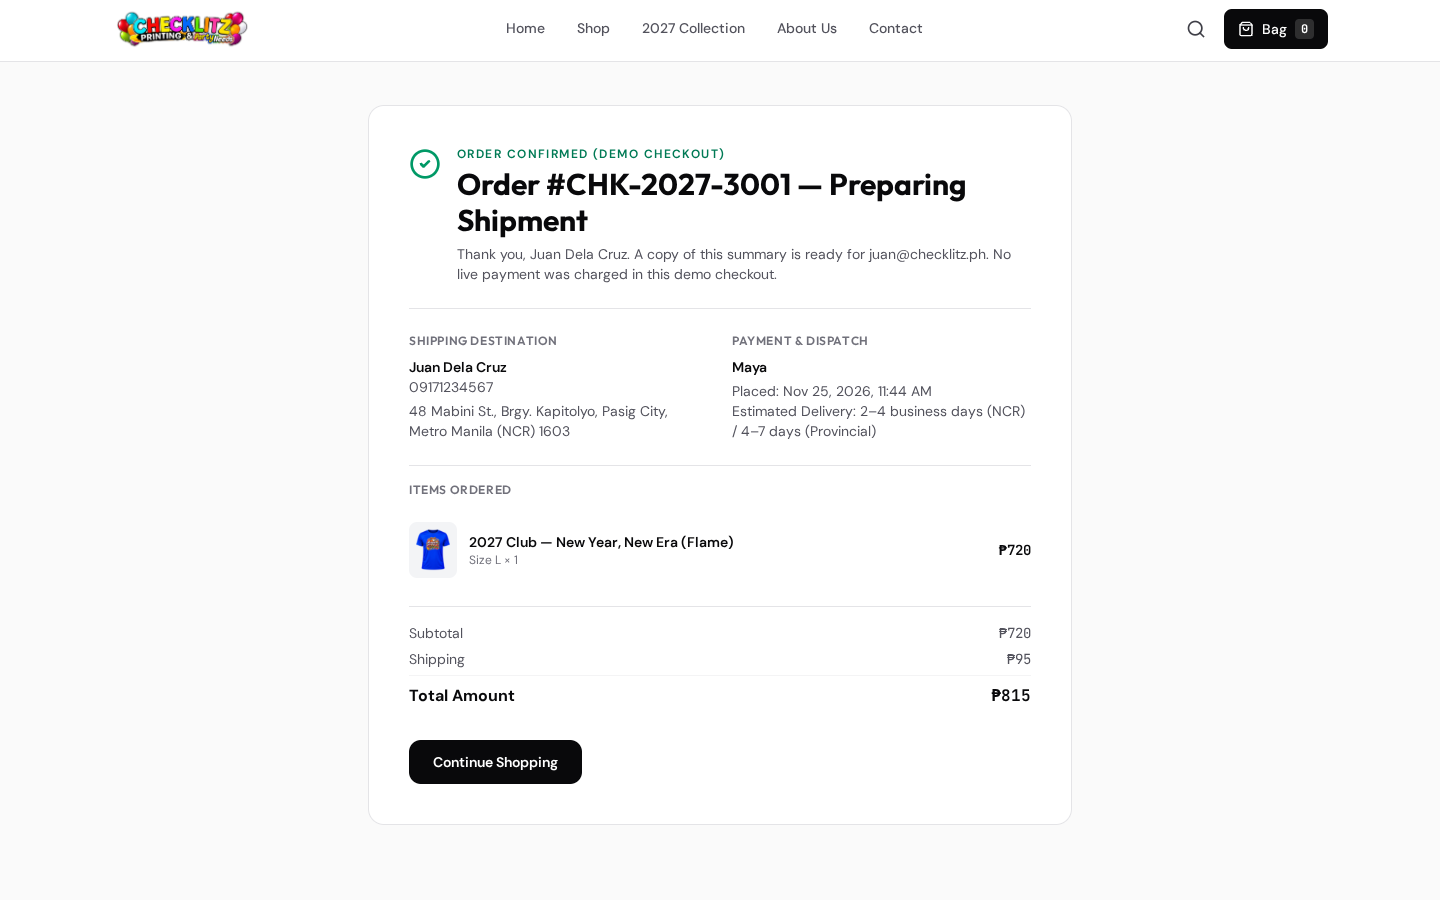 CHECKLITZ
PRINTING & Party Needs
Home
Shop
2027 Collection
About Us
Contact
Bag
0
ORDER CONFIRMED (DEMO CHECKOUT)
Order #CHK-2027-3001 — Preparing
Shipment
Thank you, Juan Dela Cruz. A copy of this summary is ready for juan@checklitz.ph. No
live payment was charged in this demo checkout.
SHIPPING DESTINATION
Juan Dela Cruz
09171234567
48 Mabini St., Brgy. Kapitolyo, Pasig City,
Metro Manila (NCR) 1603
PAYMENT & DISPATCH
Maya
Placed: Nov 25, 2026, 11:44 AM
Estimated Delivery: 2–4 business days (NCR)
/ 4–7 days (Provincial)
ITEMS ORDERED
2027 Club — New Year, New Era (Flame)
Size L × 1
₱720
Subtotal
₱720
Shipping
₱95
Total Amount
₱815
Continue Shopping